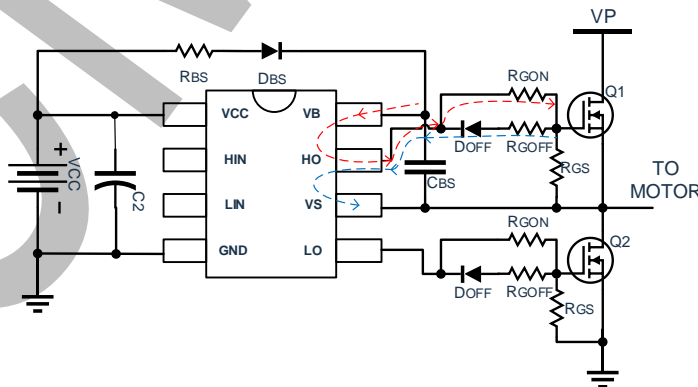 VP
RBS
DBS
RGON
Q1
VCC
VB
HIN
HO
DOFF
RGOFF
RGS
+
VCC
-
C2
CBS
LIN
VS
TO
MOTOR
GND
LO
RGON
Q2
DOFF
RGOFF
RGS